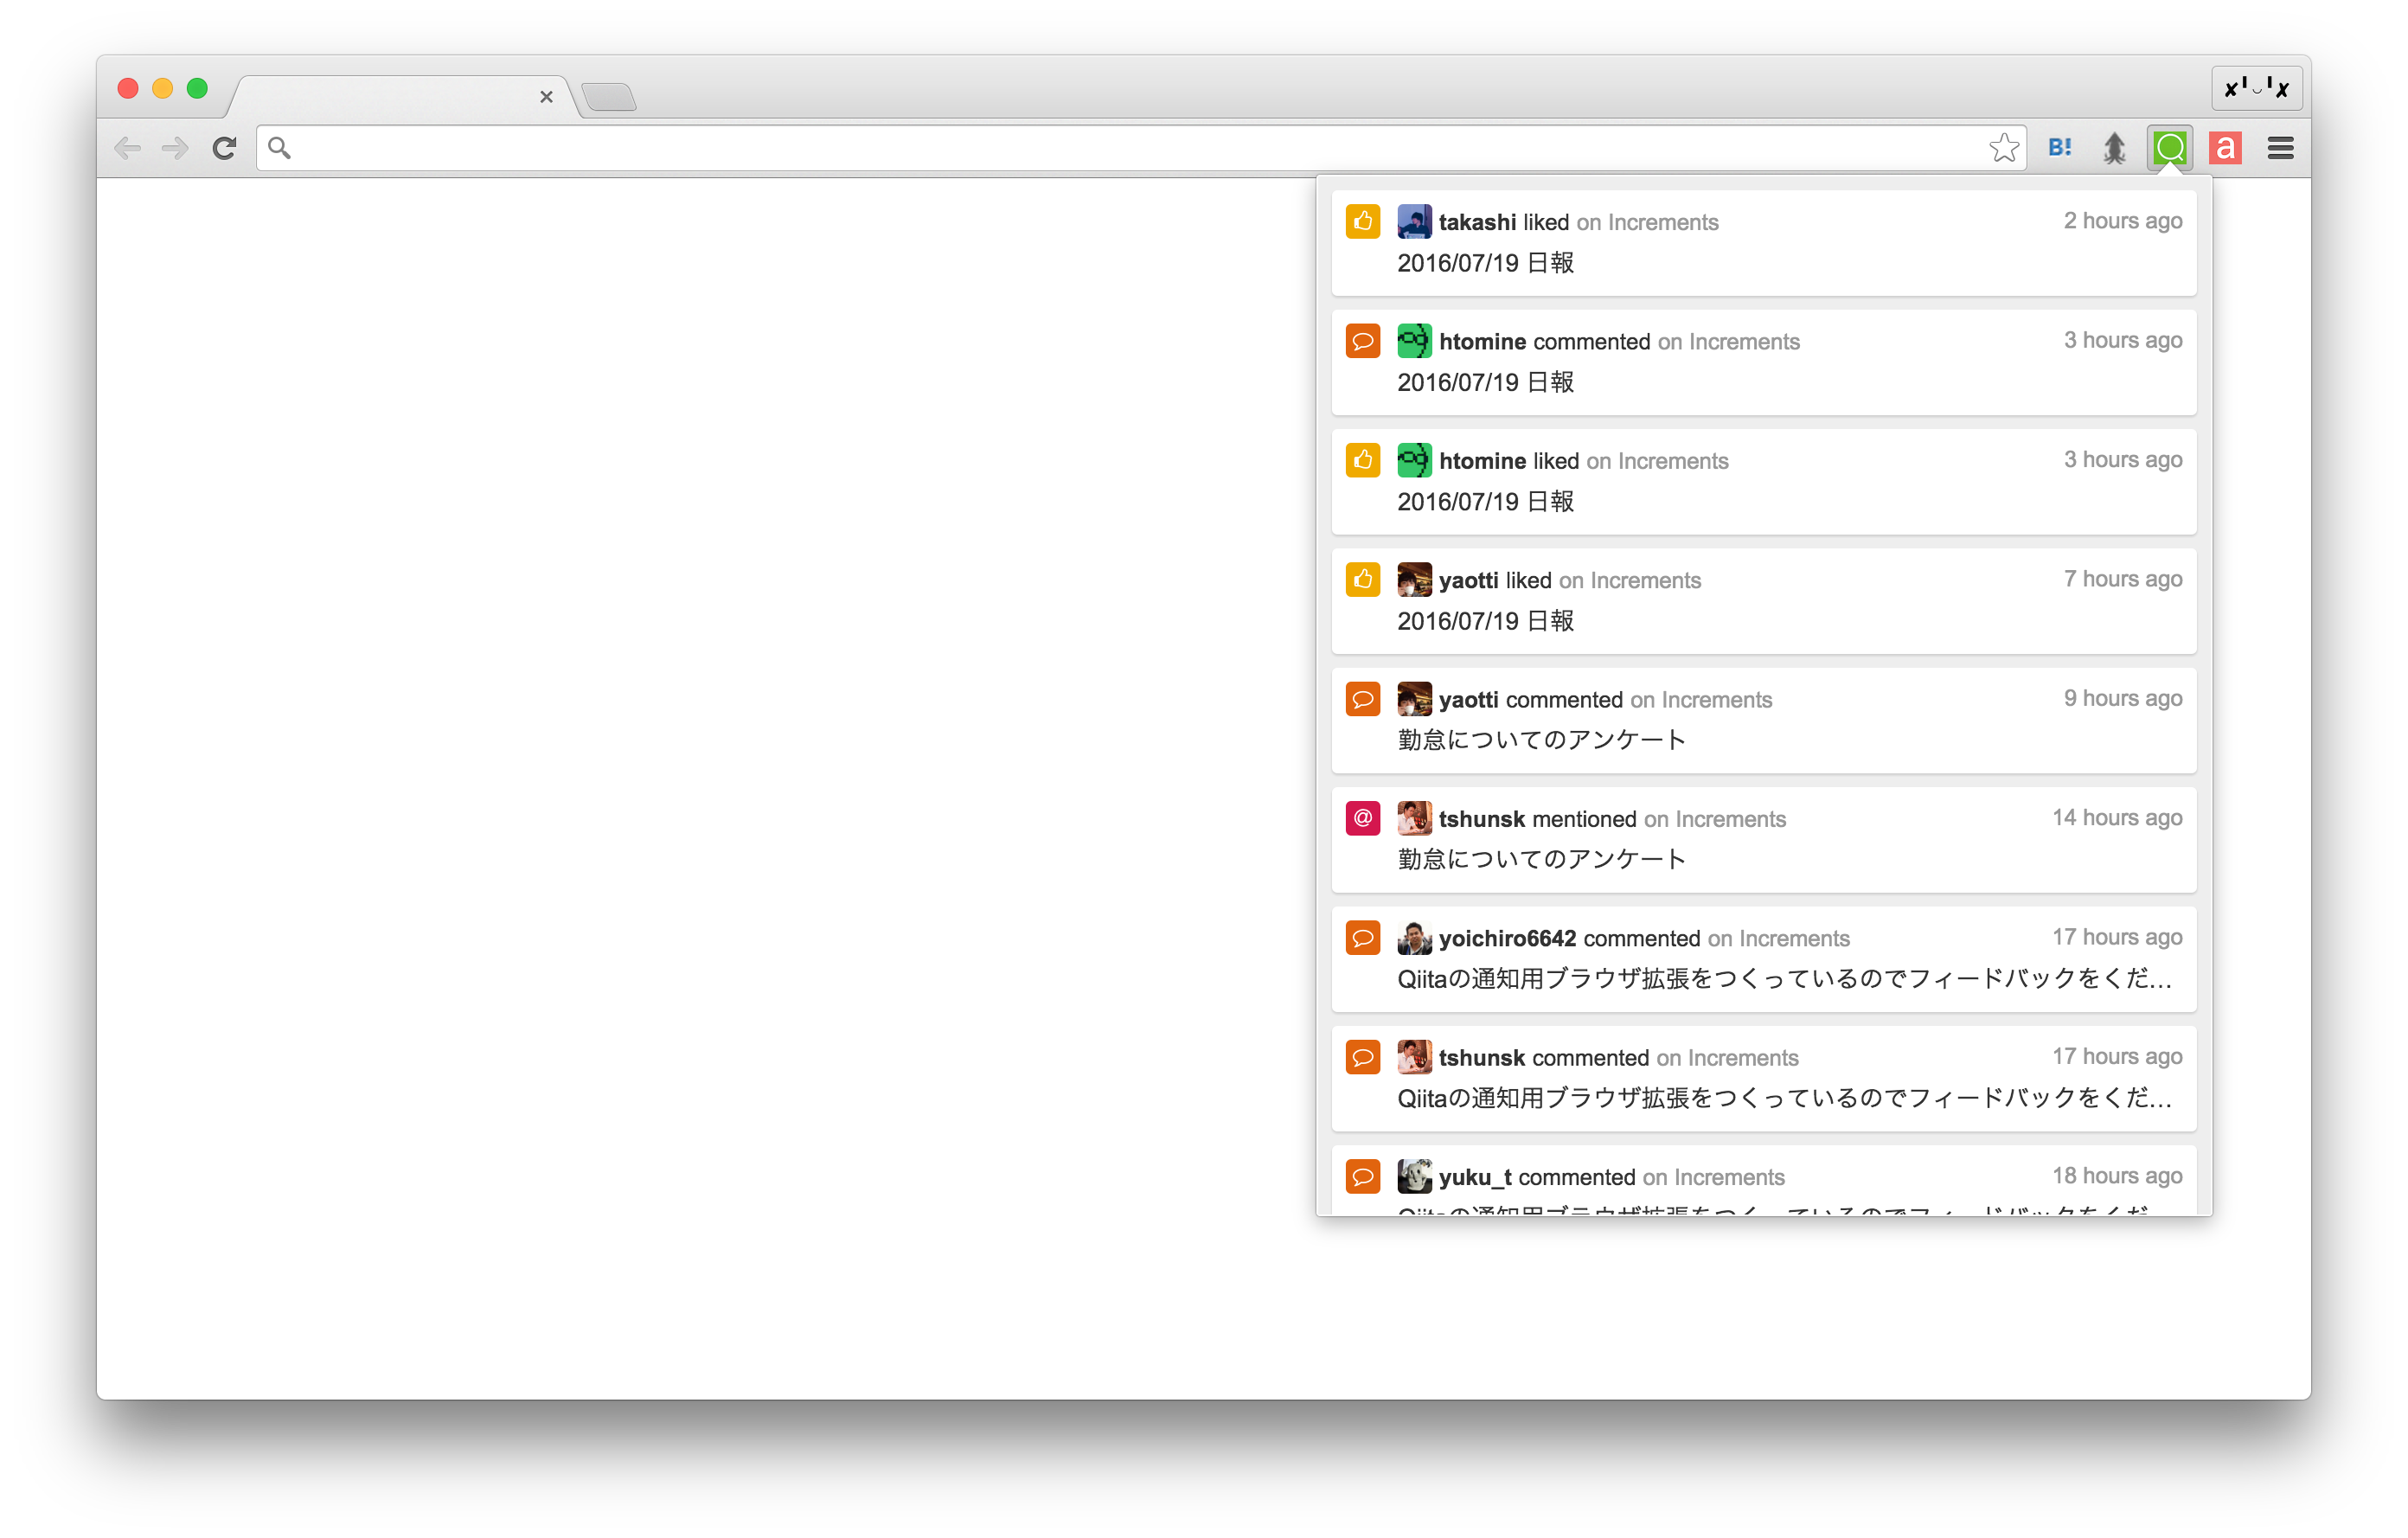 B!
a
takashi liked on Increments 2 hours ago
2016/07/19 日報
htomine commented on Increments 3 hours ago
2016/07/19 日報
htomine liked on Increments 3 hours ago
2016/07/19 日報
yaotti liked on Increments 7 hours ago
2016/07/19 日報
yaotti commented on Increments 9 hours ago
勤怠についてのアンケート
@ tshunsk mentioned on Increments 14 hours ago
勤怠についてのアンケート
yoichiro6642 commented on Increments 17 hours ago
Qiitaの通知用ブラウザ拡張をつくっているのでフィードバックをくだ…
tshunsk commented on Increments 17 hours ago
Qiitaの通知用ブラウザ拡張をつくっているのでフィードバックをくだ…
yuku_t commented on Increments 18 hours ago